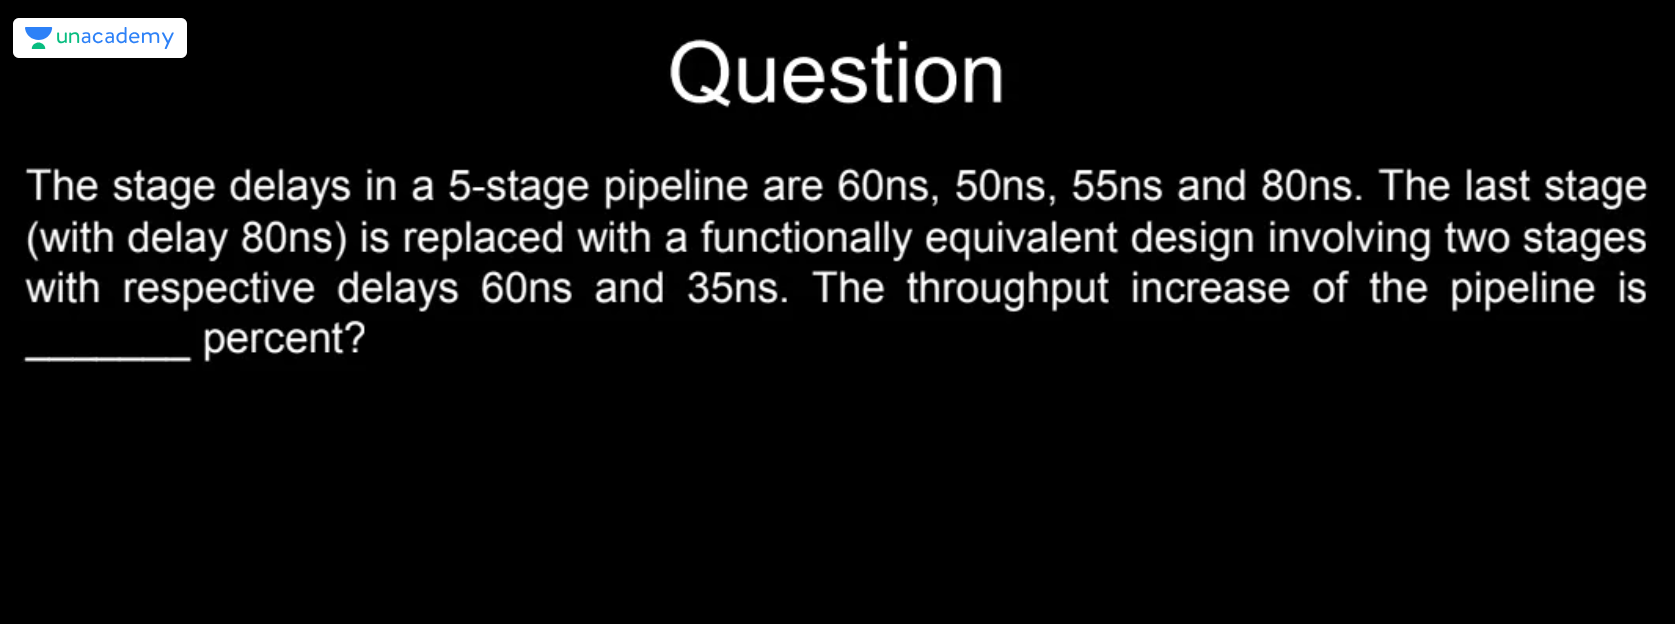 unacademy
Question
The stage delays in a 5-stage pipeline are 60ns, 50ns, 55ns and 80ns. The last stage
(with delay 80ns) is replaced with a functionally equivalent design involving two stages
with respective delays 60ns and 35ns. The throughput increase of the pipeline is
_______ percent?